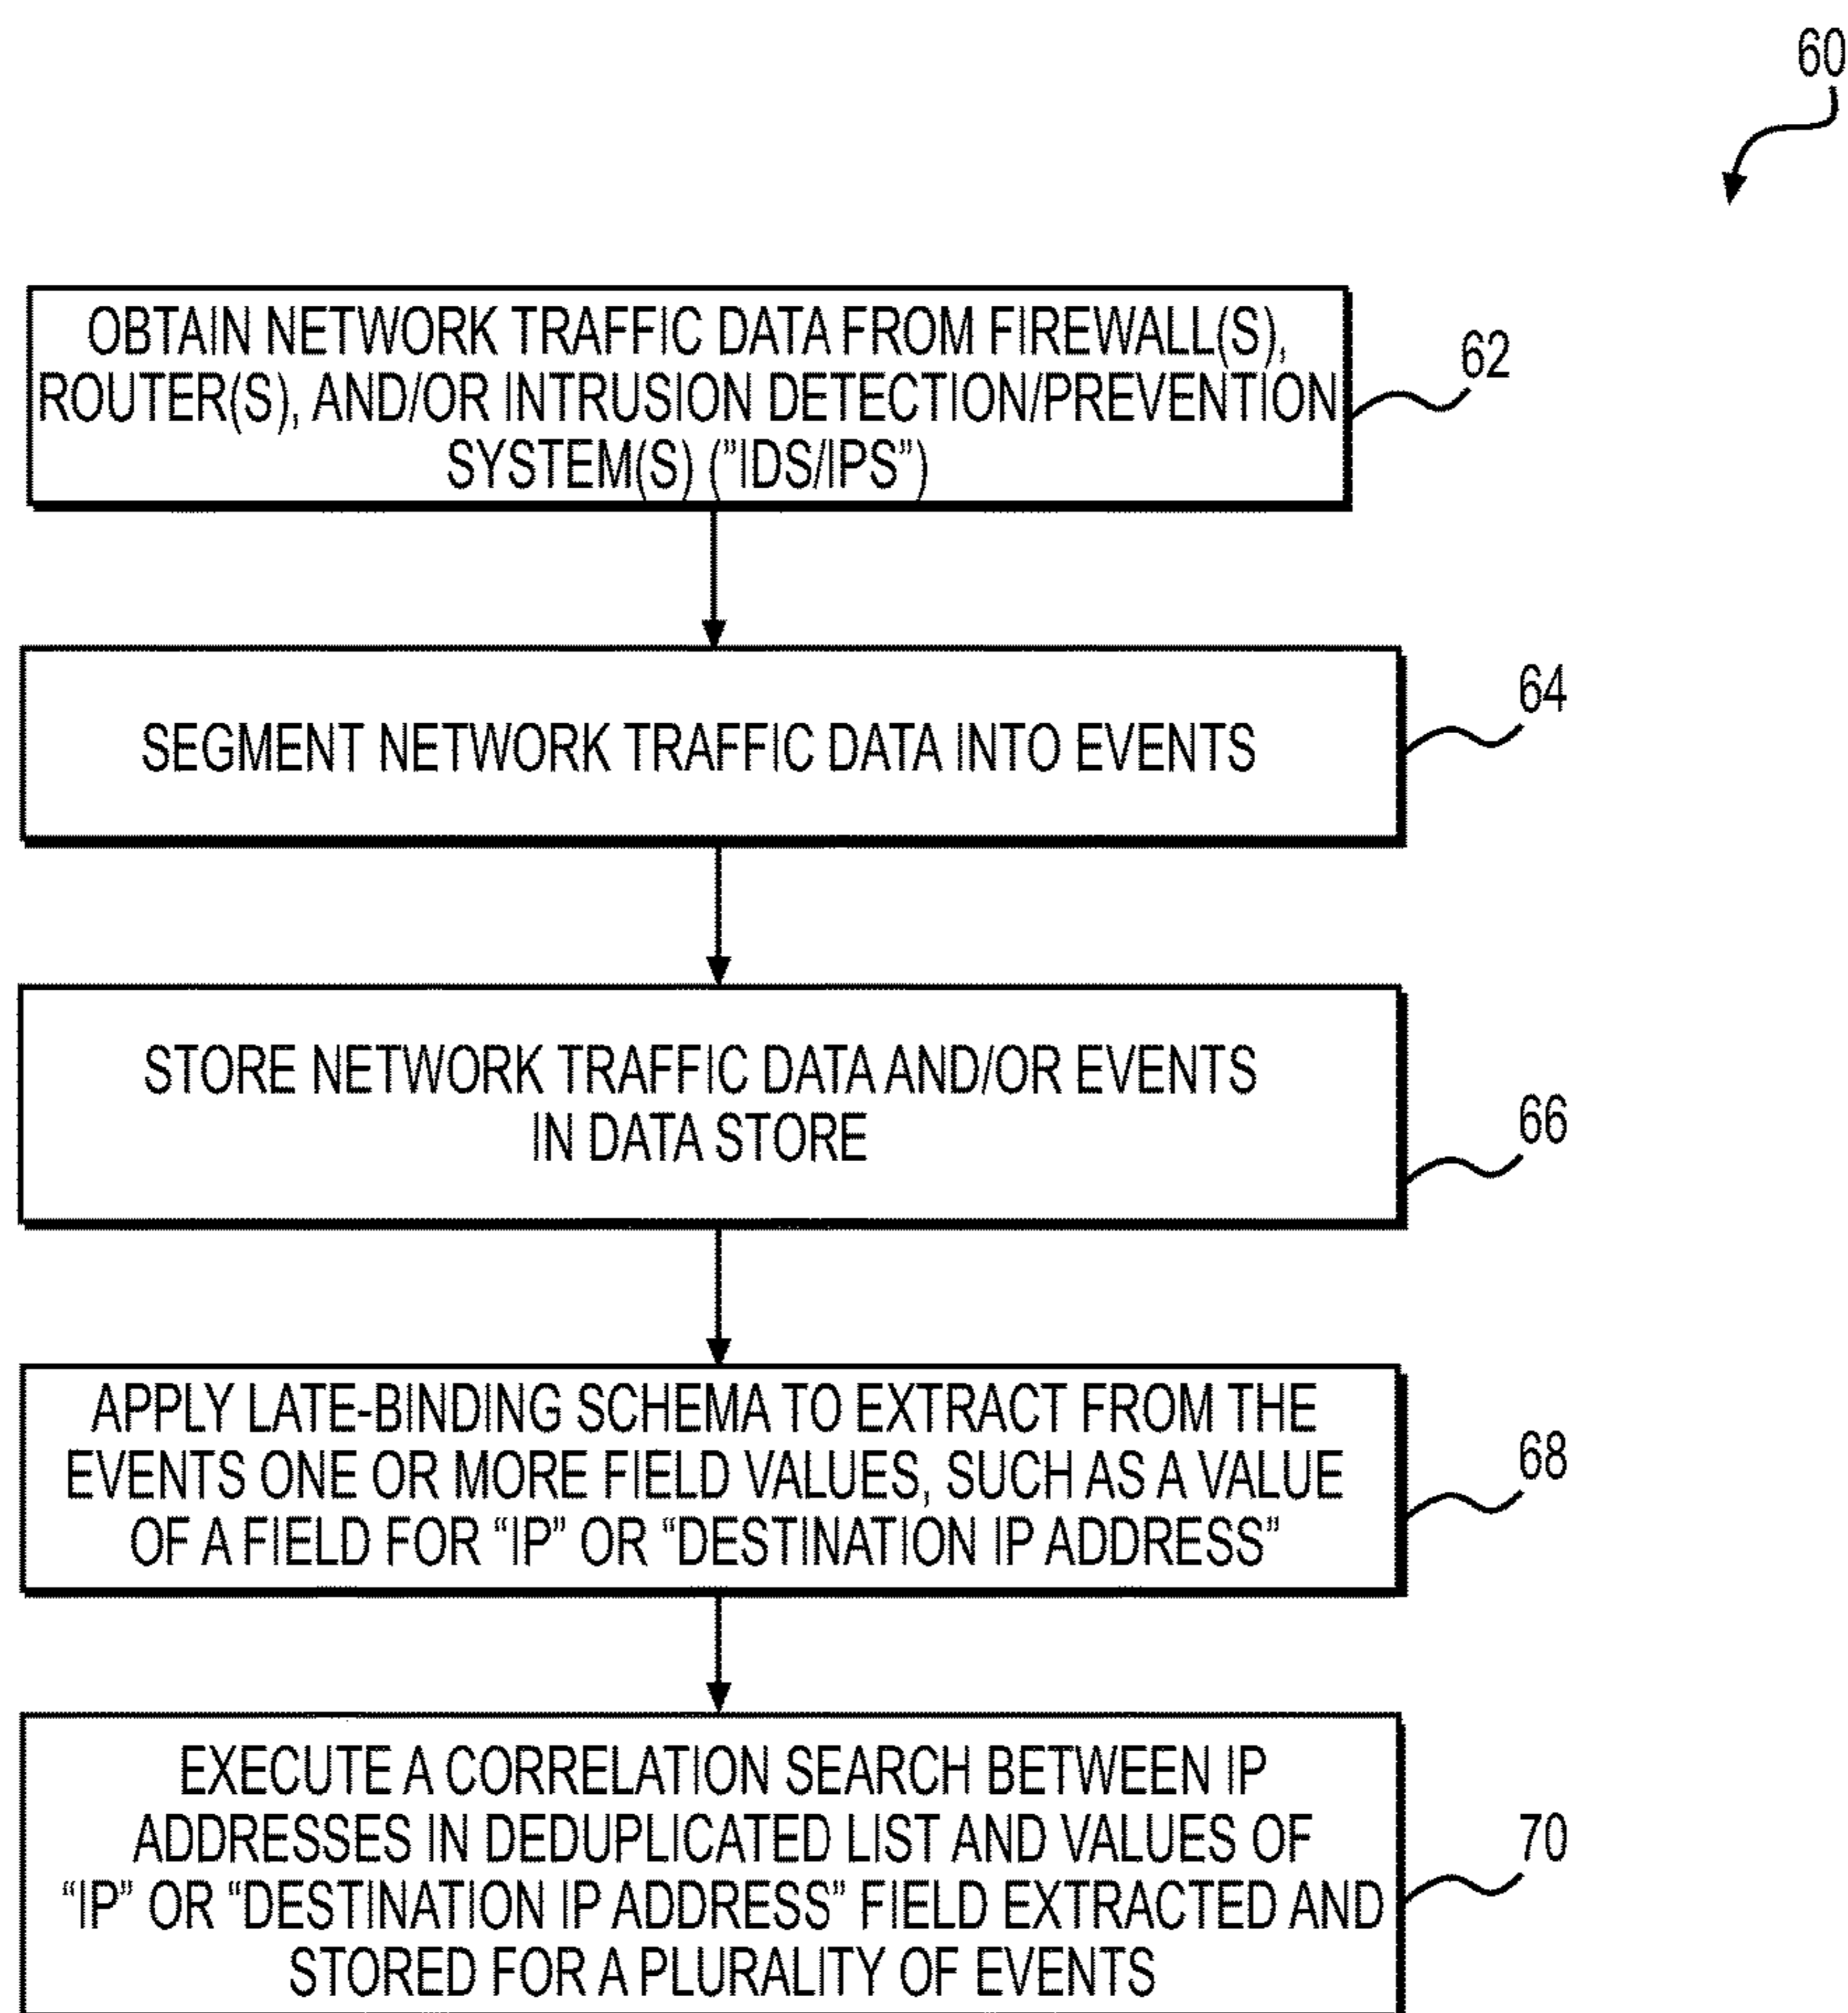 60
OBTAIN NETWORK TRAFFIC DATA FROM FIREWALL(S),
ROUTER(S), AND/OR INTRUSION DETECTION/PREVENTION
SYSTEM(S) (”IDS/IPS”)
62
SEGMENT NETWORK TRAFFIC DATA INTO EVENTS
64
STORE NETWORK TRAFFIC DATA AND/OR EVENTS
IN DATA STORE
66
APPLY LATE-BINDING SCHEMA TO EXTRACT FROM THE
EVENTS ONE OR MORE FIELD VALUES, SUCH AS A VALUE
OF A FIELD FOR “IP” OR “DESTINATION IP ADDRESS”
68
EXECUTE A CORRELATION SEARCH BETWEEN IP
ADDRESSES IN DEDUPLICATED LIST AND VALUES OF
“IP” OR “DESTINATION IP ADDRESS” FIELD EXTRACTED AND
STORED FOR A PLURALITY OF EVENTS
70